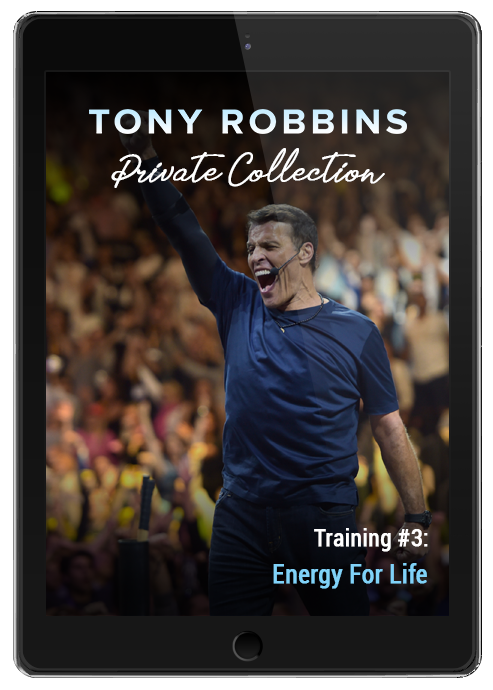 TONY ROBBINS
Private Collection
Training #3:
Energy For Life